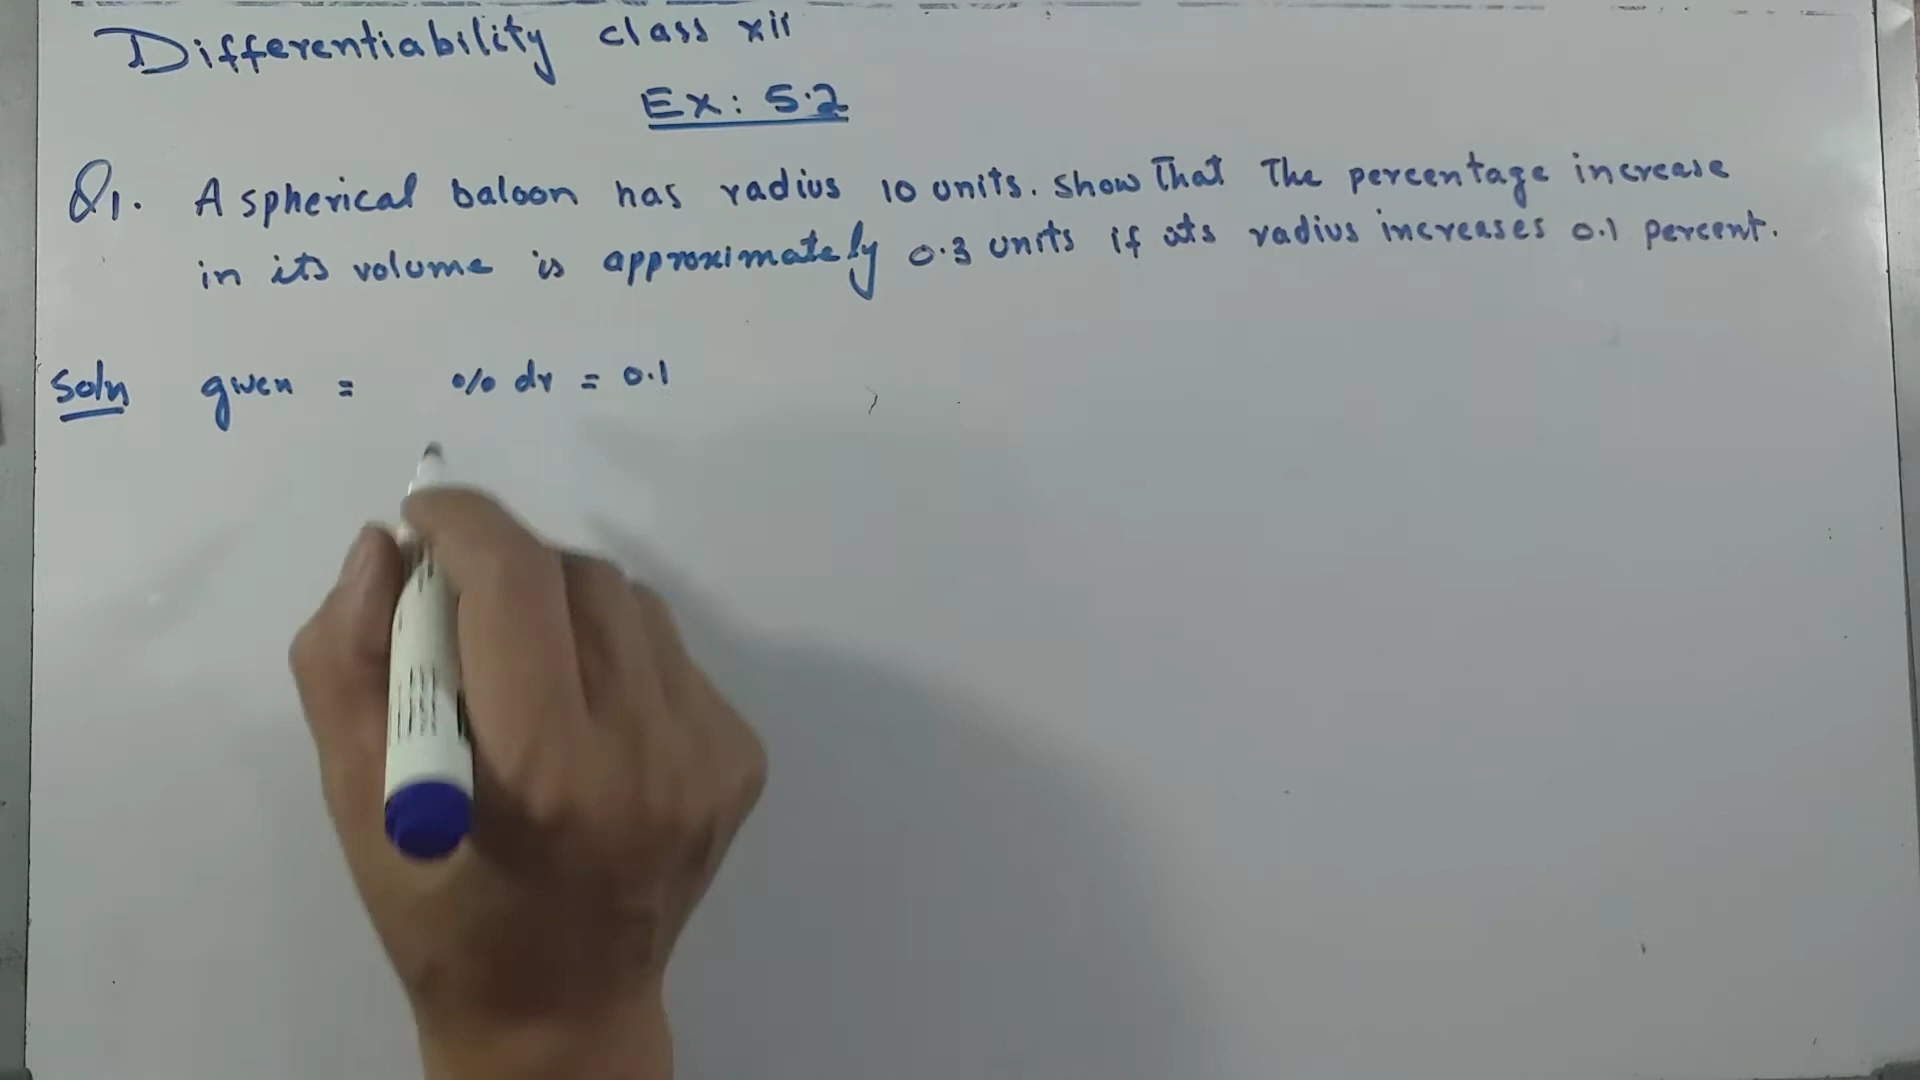 Differentiability class xii
Ex: 5.2
Q1. A spherical baloon has radius 10 units. show That The percentage increase
in its volume is approximately 0.3 units if its radius increases 0.1 percent.
Soln given = % dr = 0.1